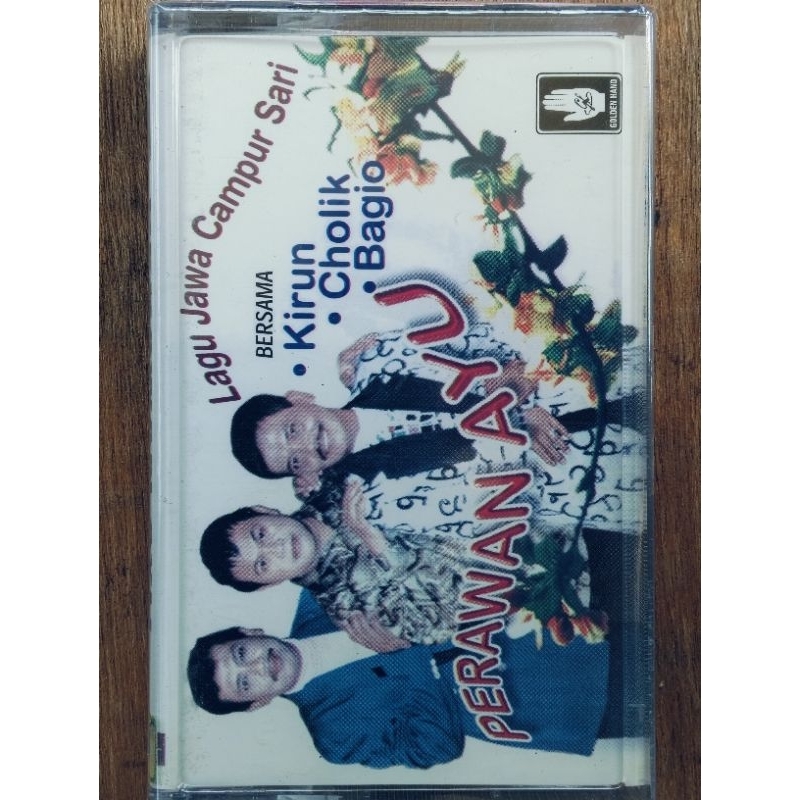 Lagu Jawa Campur Sari
BERSAMA
• Kirun
• Cholik
• Bagio
PERAWAN AYU
GOLDEN HAND